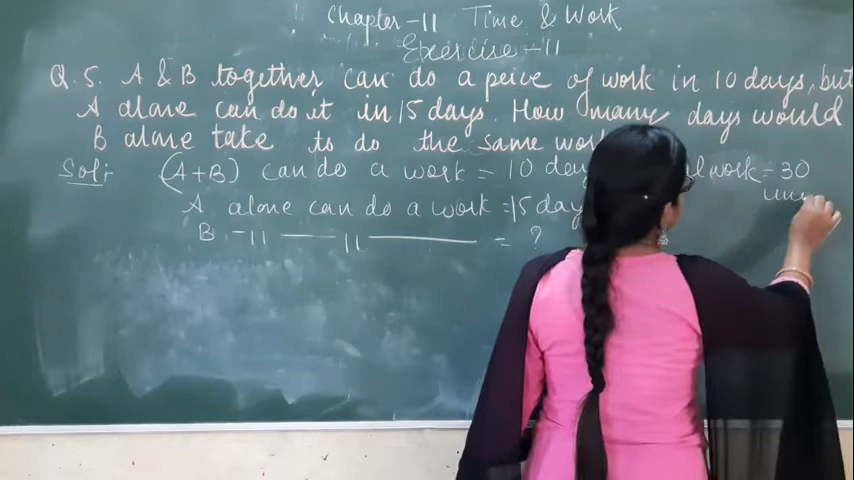 Chapter-11 Time & Work
Exercise-11
Q.5. A & B together can do a peice of work in 10 days, but
A alone can do it in 15 days. How many days would
B alone take to do the same
Sol:- (A+B) can do a work = 10 work = 30
A alone can do a work = 15
B -11 —— 11 ———— = ?